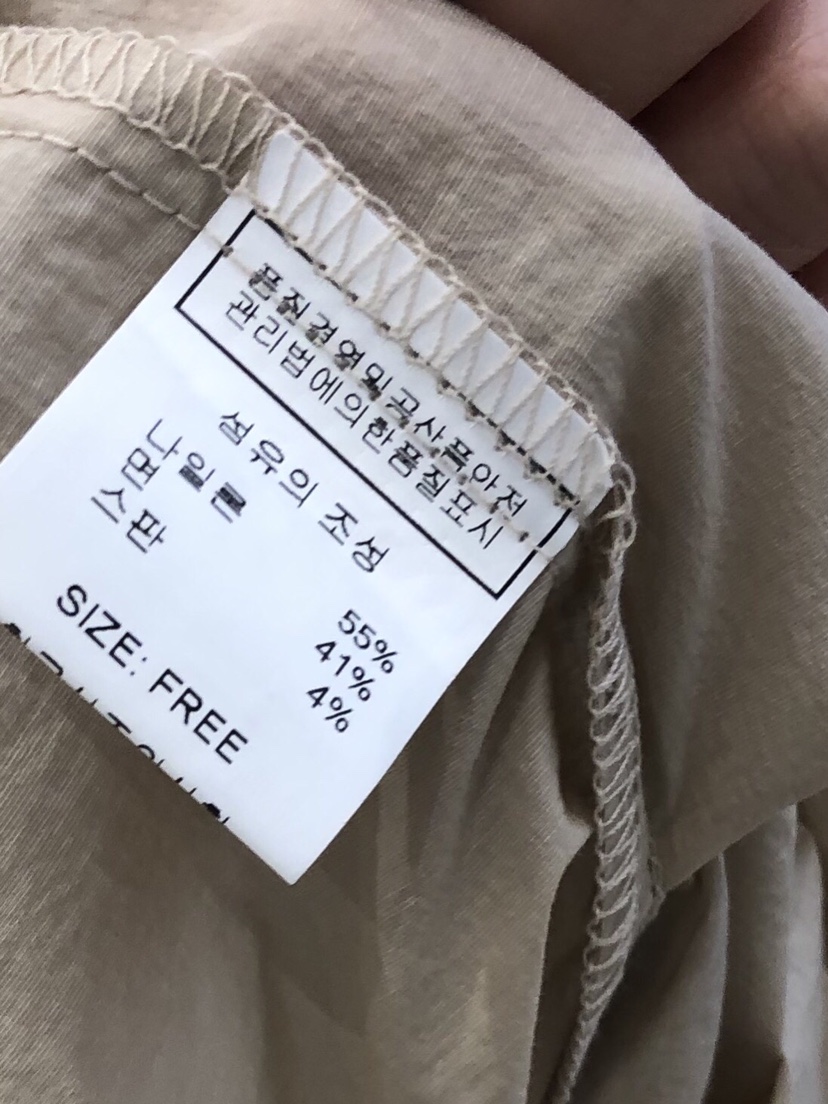 품질경영및공산품안전
관리법에의한품질표시
섬유의 조성
나일론 55%
면 41%
스판 4%
SIZE: FREE